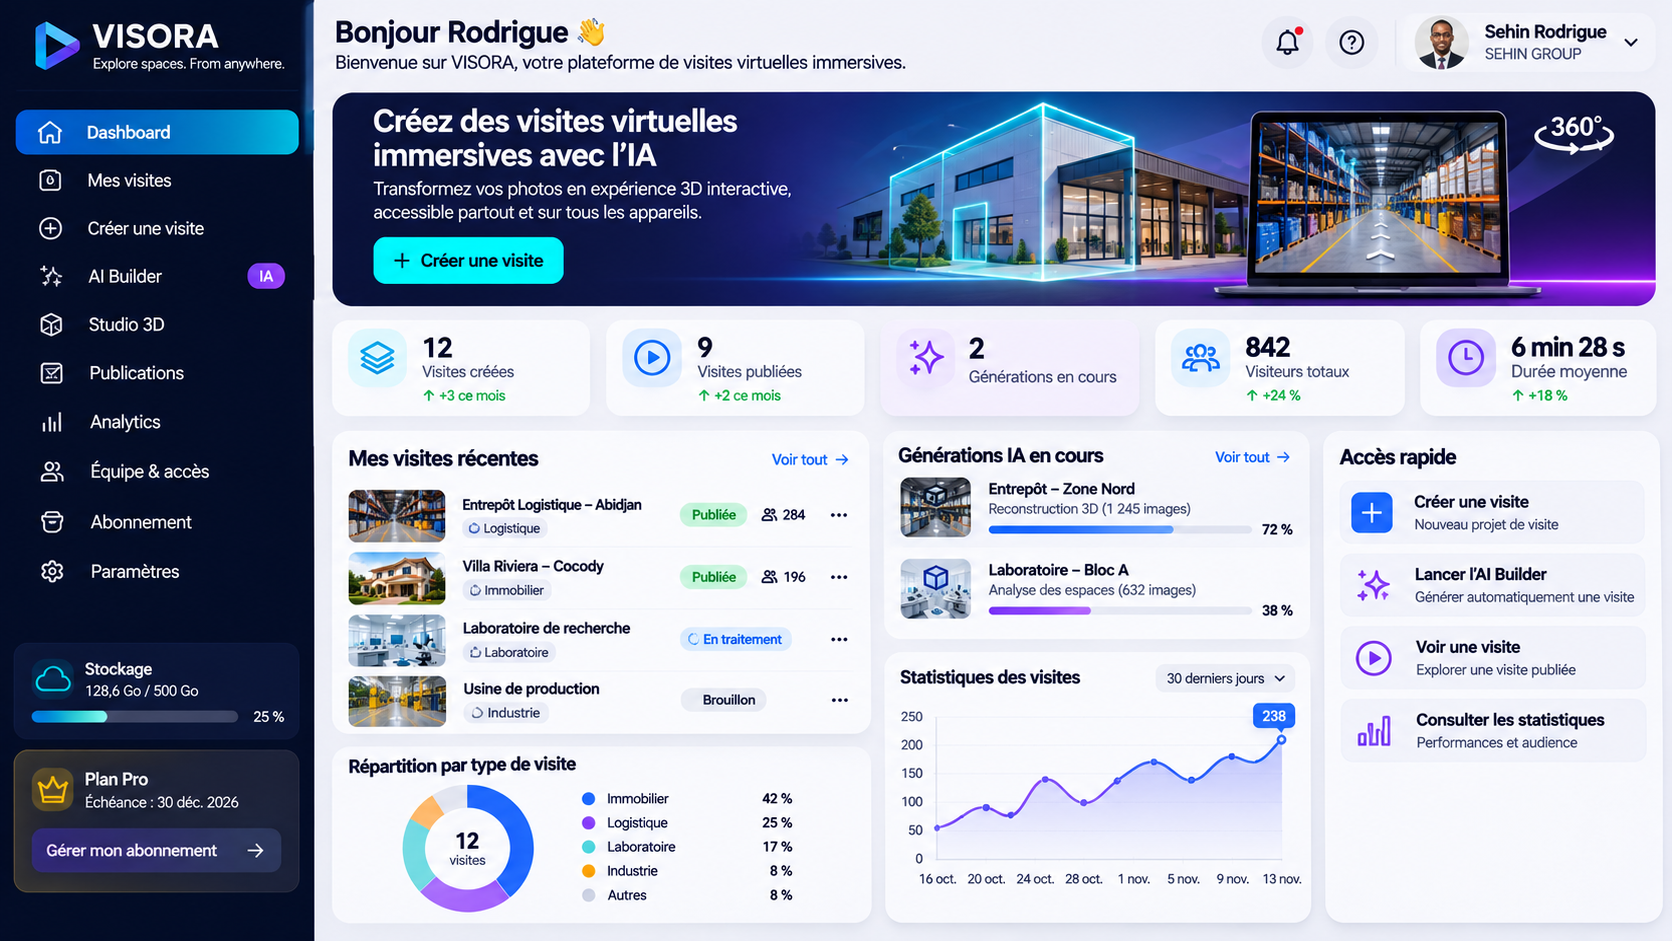 VISORA
Explore spaces. From anywhere.
Dashboard
Mes visites
Créer une visite
AI Builder
IA
Studio 3D
Publications
Analytics
Équipe & accès
Abonnement
Paramètres
Stockage
128,6 Go / 500 Go
25 %
Plan Pro
Échéance : 30 déc. 2026
Gérer mon abonnement
Bonjour Rodrigue 👋
Bienvenue sur VISORA, votre plateforme de visites virtuelles immersives.
Sehin Rodrigue
SEHIN GROUP
Créez des visites virtuelles
immersives avec l’IA
Transformez vos photos en expérience 3D interactive,
accessible partout et sur tous les appareils.
+ Créer une visite
360°
12
Visites créées
↑ +3 ce mois
9
Visites publiées
↑ +2 ce mois
2
Générations en cours
842
Visiteurs totaux
↑ +24 %
6 min 28 s
Durée moyenne
↑ +18 %
Mes visites récentes
Voir tout →
Entrepôt Logistique – Abidjan
Logistique
Publiée
284
Villa Riviera – Cocody
Immobilier
Publiée
196
Laboratoire de recherche
Laboratoire
En traitement
Usine de production
Industrie
Brouillon
Répartition par type de visite
12
visites
Immobilier 42 %
Logistique 25 %
Laboratoire 17 %
Industrie 8 %
Autres 8 %
Générations IA en cours
Voir tout →
Entrepôt – Zone Nord
Reconstruction 3D (1 245 images)
72 %
Laboratoire – Bloc A
Analyse des espaces (632 images)
38 %
Statistiques des visites
30 derniers jours
238
250
200
150
100
50
0
16 oct. 20 oct. 24 oct. 28 oct. 1 nov. 5 nov. 9 nov. 13 nov.
Accès rapide
Créer une visite
Nouveau projet de visite
Lancer l’AI Builder
Générer automatiquement une visite
Voir une visite
Explorer une visite publiée
Consulter les statistiques
Performances et audience